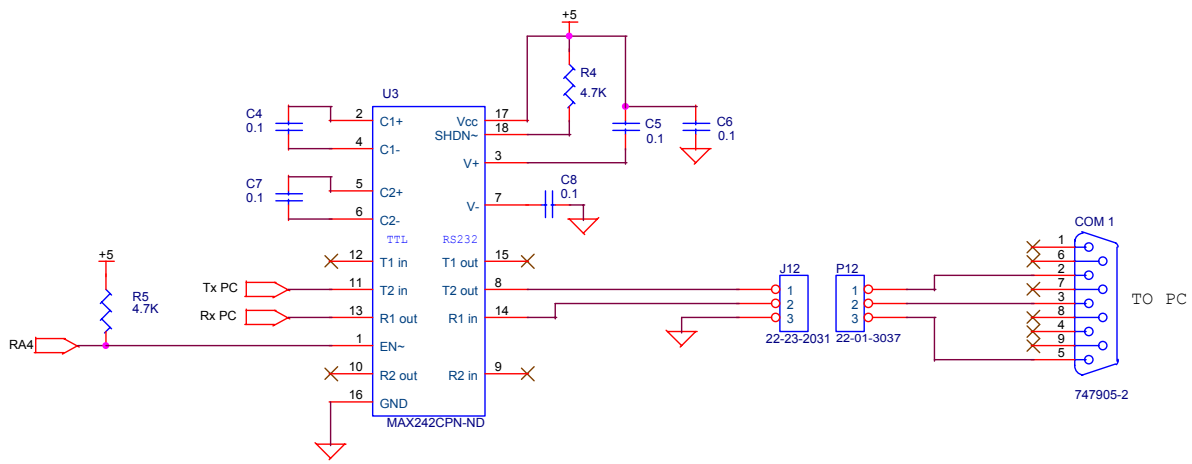 +5
R4
4.7K
U3
C4
0.1
2
C1+
4
C1-
Vcc
17
SHDN~
18
C5
0.1
C6
0.1
V+
3
C7
0.1
5
C2+
6
C2-
V-
7
C8
0.1
TTL
RS232
12
T1 in
T1 out
15
Tx PC
11
T2 in
T2 out
8
Rx PC
13
R1 out
R1 in
14
+5
R5
4.7K
RA4
1
EN~
10
R2 out
R2 in
9
16
GND
MAX242CPN-ND
J12
1
2
3
22-23-2031
P12
1
2
3
22-01-3037
COM 1
1
6
2
7
3
8
4
9
5
747905-2
TO PC